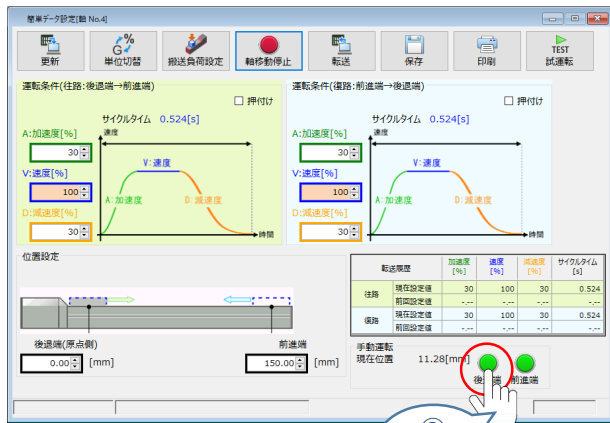 簡単データ設定[軸 No.4]
更新
%
G
単位切替
搬送負荷設定
軸移動停止
転送
保存
印刷
TEST
試運転
運転条件(往路:後退端→前進端)
押付け
サイクルタイム 0.524[s]
A:加速度[%]
30
V:速度[%]
100
D:減速度[%]
30
速度
V:速度
A:加速度
D:減速度
時間
運転条件(復路:前進端→後退端)
押付け
サイクルタイム 0.524[s]
A:加速度[%]
30
V:速度[%]
100
D:減速度[%]
30
速度
V:速度
A:加速度
D:減速度
時間
位置設定
後退端(原点側)
0.00 [mm]
前進端
150.00 [mm]
転送履歴 加速度[%] 速度[%] 減速度[%] サイクルタイム[s]
往路 現在設定値 30 100 30 0.524
前回設定値 -.-- -.-- -.-- -.--
復路 現在設定値 30 100 30 0.524
前回設定値 -.-- -.-- -.-- -.--
手動運転
現在位置 11.28[mm]
後 端 前進端